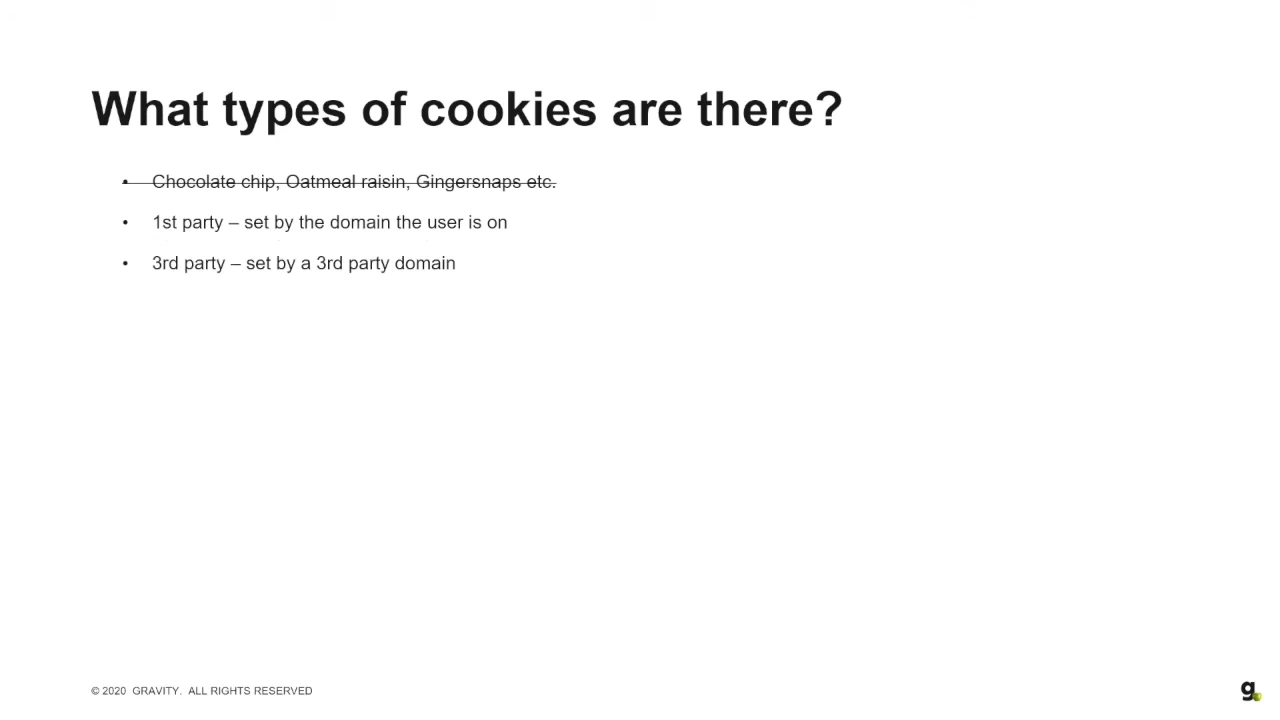 What types of cookies are there?
• Chocolate chip, Oatmeal raisin, Gingersnaps etc.
• 1st party – set by the domain the user is on
• 3rd party – set by a 3rd party domain
© 2020 GRAVITY. ALL RIGHTS RESERVED
g